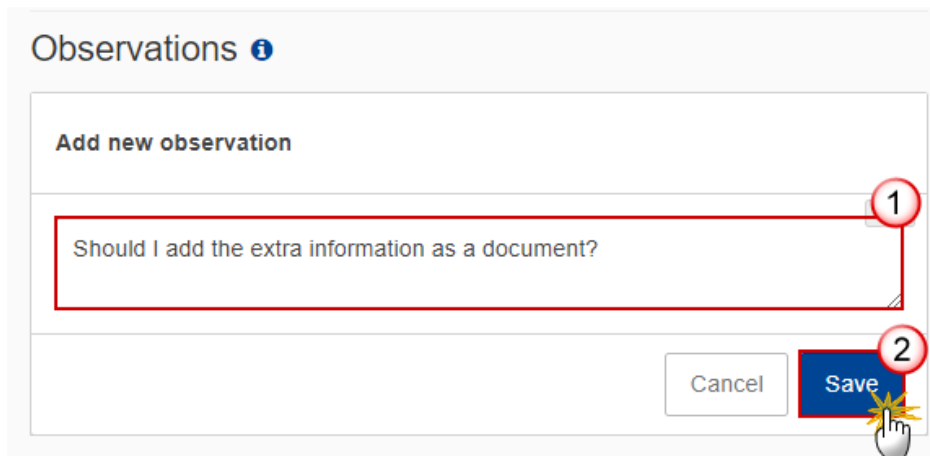 Observations
Add new observation
1
Should I add the extra information as a document?
2
Cancel Save